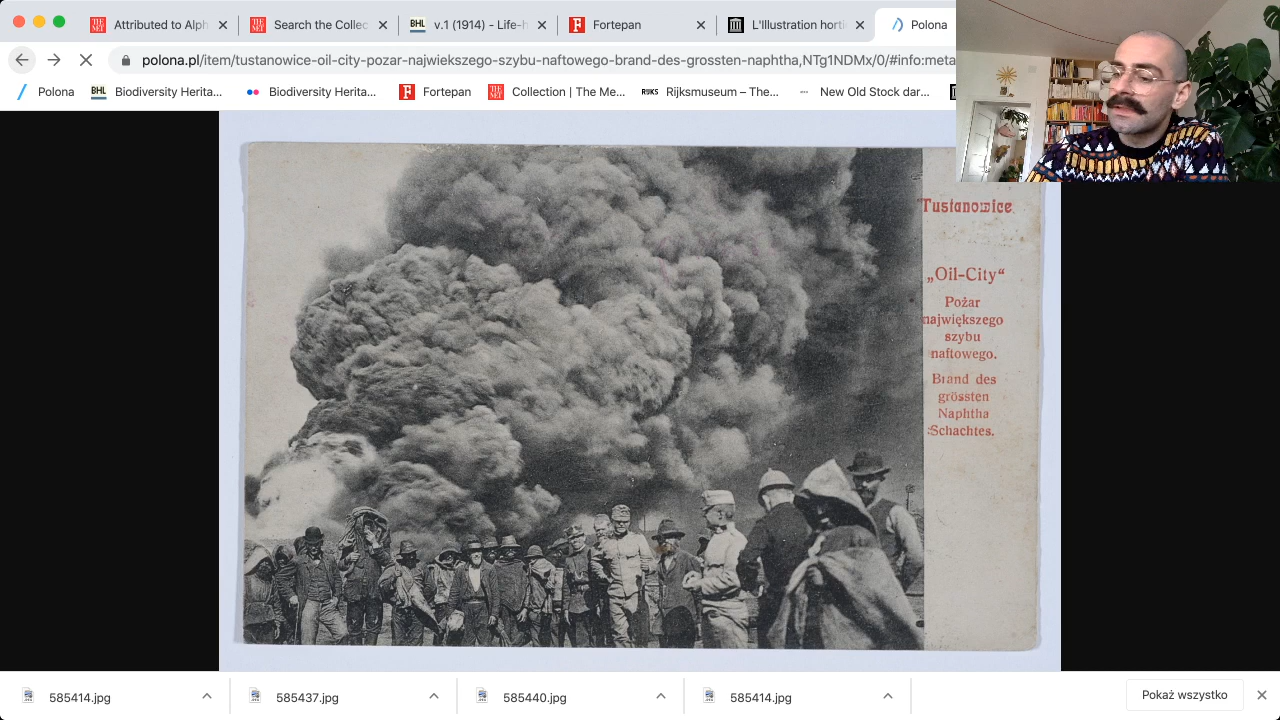 Attributed to Alph
Search the Collec
BHL
v.1 (1914) - Life-h
Fortepan
L'Illustration horti
Polona
polona.pl/item/tustanowice-oil-city-pozar-najwiekszego-szybu-naftowego-brand-des-grossten-naphtha,NTg1NDMx/0/#info:meta
Polona
BHL
Biodiversity Herita...
Biodiversity Herita...
Fortepan
Collection | The Me...
RIJKS
Rijksmuseum – The...
New Old Stock dar...
Tustanowice
„Oil-City“
Pożar
największego
szybu
naftowego.
Brand des
grössten
Naphtha
Schachtes.
585414.jpg
585437.jpg
585440.jpg
585414.jpg
Pokaż wszystko